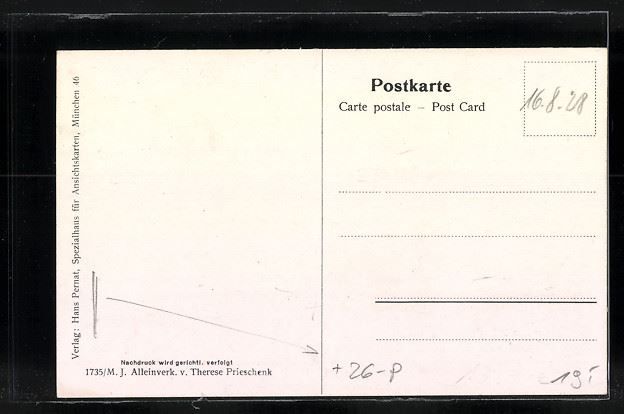 Verlag: Hans Pernat, Spezialhaus für Ansichtskarten, München 46
Nachdruck wird gerichtl. verfolgt
1735/M. J. Alleinverk. v. Therese Prieschenk
Postkarte
Carte postale – Post Card
16.8.28
+26-P